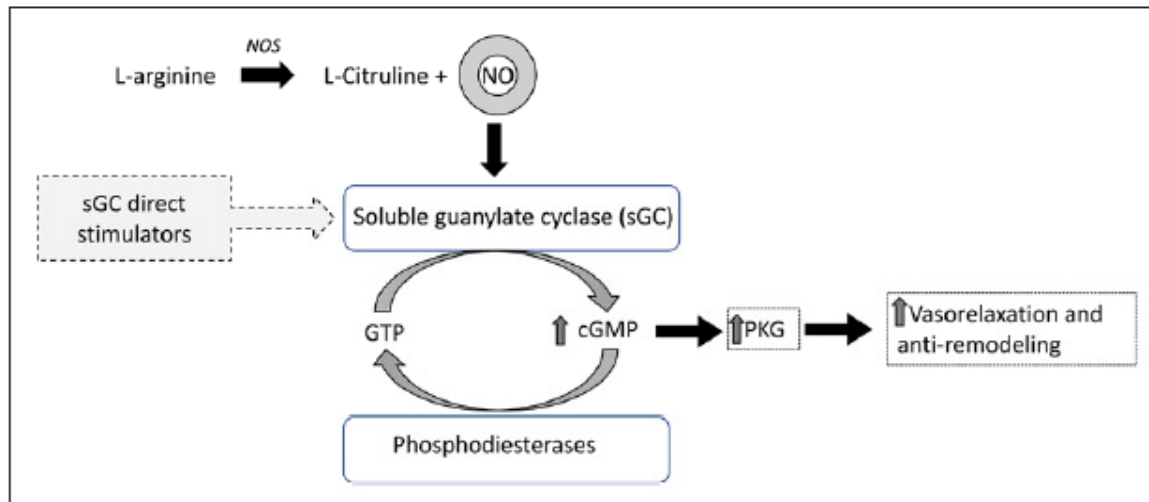 NOS
L-arginine
L-Citruline +
NO
sGC direct
stimulators
Soluble guanylate cyclase (sGC)
GTP
cGMP
PKG
Vasorelaxation and
anti-remodeling
Phosphodiesterases